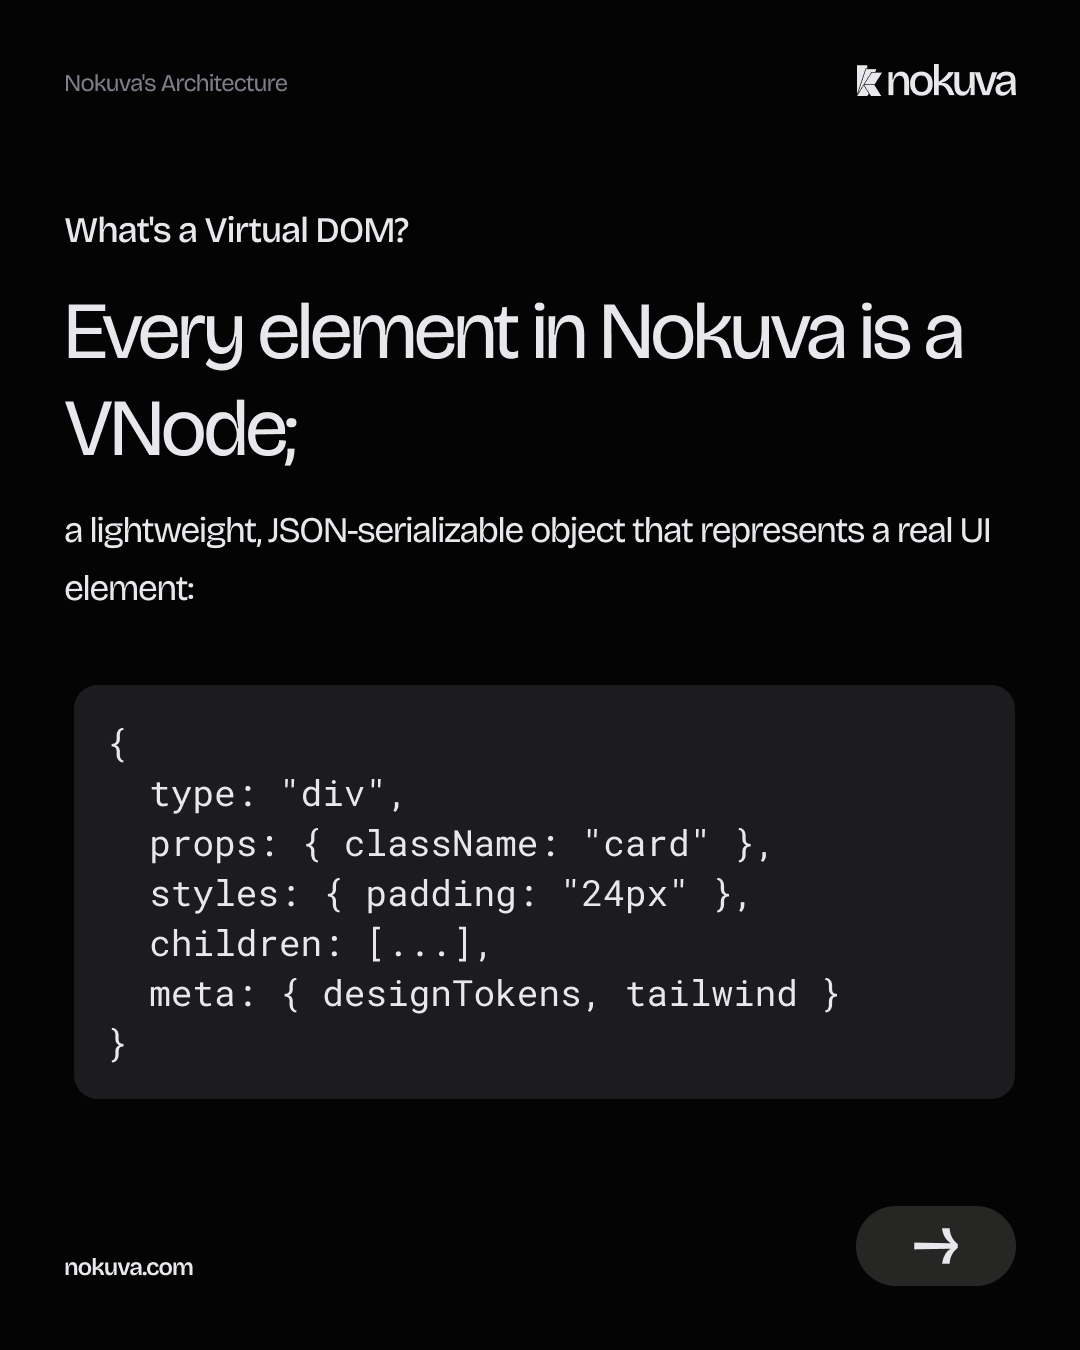 Nokuva's Architecture
nokuva
What's a Virtual DOM?
Every element in Nokuva is a
VNode;
a lightweight, JSON-serializable object that represents a real UI
element:
{
  type: "div",
  props: { className: "card" },
  styles: { padding: "24px" },
  children: [...],
  meta: { designTokens, tailwind }
}
nokuva.com